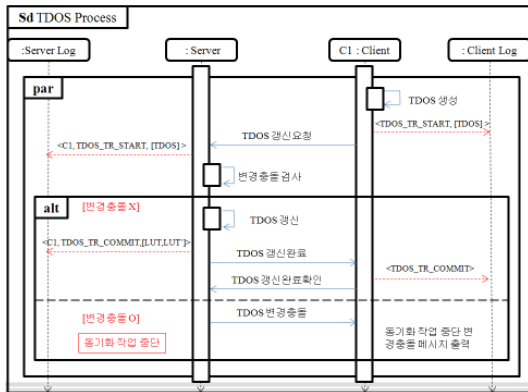 Sd TDOS Process
:Server Log
: Server
C1 : Client
: Client Log
par
TDOS 생성
<TDOS_TR_START, [TDOS] >
TDOS 갱신요청
<C1, TDOS_TR_START, [TDOS] >
변경충돌 검사
alt
[변경충돌 X]
TDOS 갱신
<C1, TDOS_TR_COMMIT,[LUT,LUT']>
TDOS 갱신완료
<TDOS_TR_COMMIT>
TDOS 갱신완료확인
[변경충돌 O]
TDOS 변경충돌
동기화 작업 중단
동기화 작업 중단 변
경충돌 메시지 출력